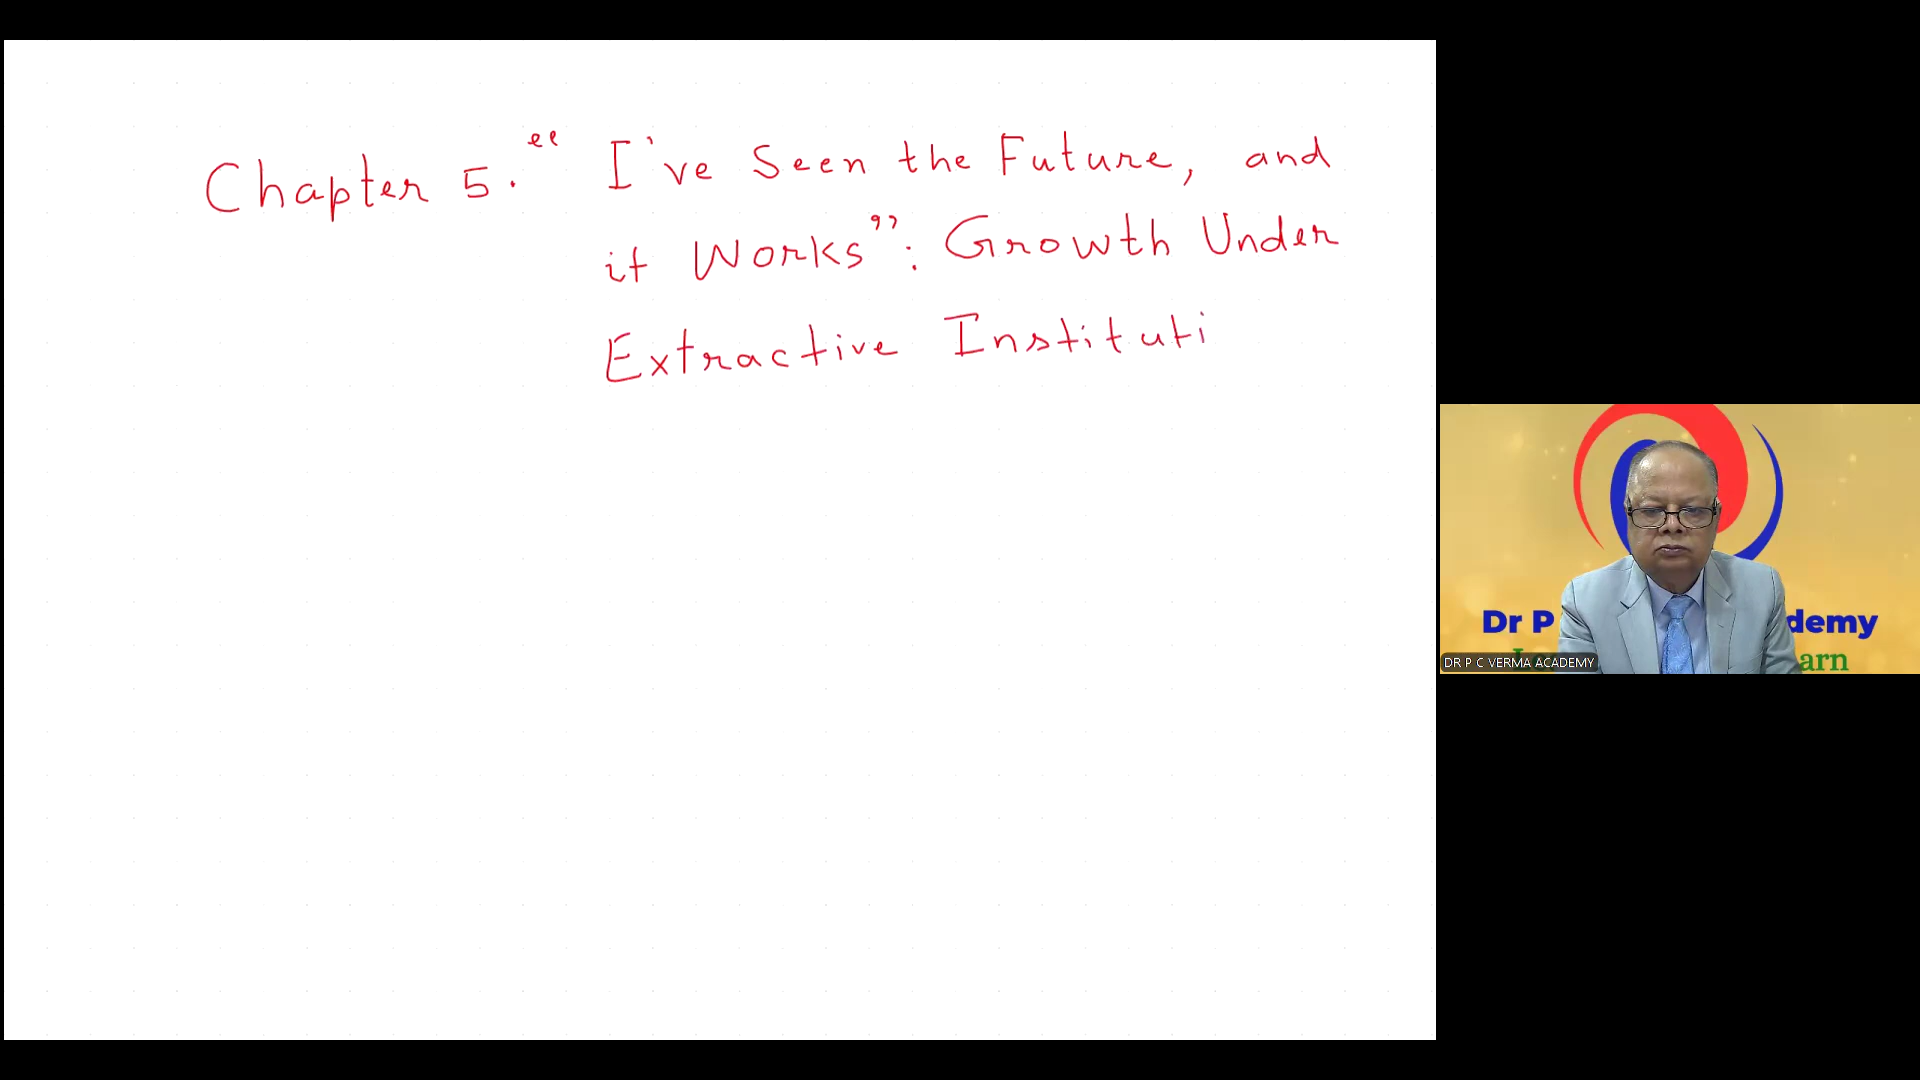 Chapter 5. “I've Seen the Future, and
it Works”: Growth Under
Extractive Instituti
Dr P demy
arn
DR P C VERMA ACADEMY